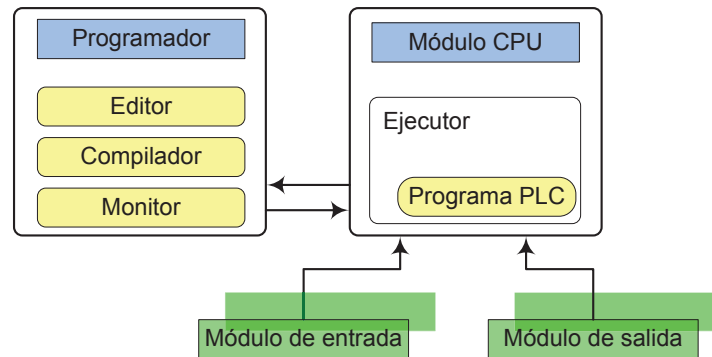 Programador
Editor
Compilador
Monitor
Módulo CPU
Ejecutor
Programa PLC
Módulo de entrada
Módulo de salida